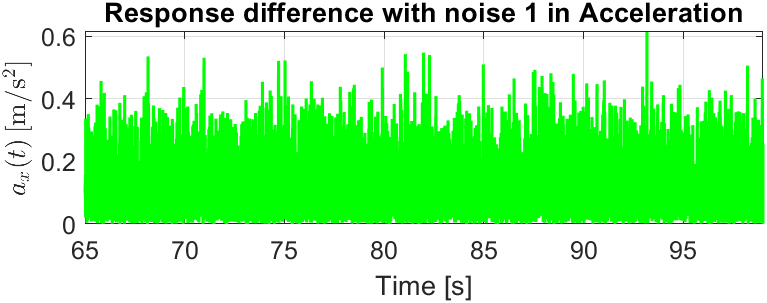 Response difference with noise 1 in Acceleration
a_x(t) [m/s²]
0.6
0.4
0.2
0
65 70 75 80 85 90 95
Time [s]